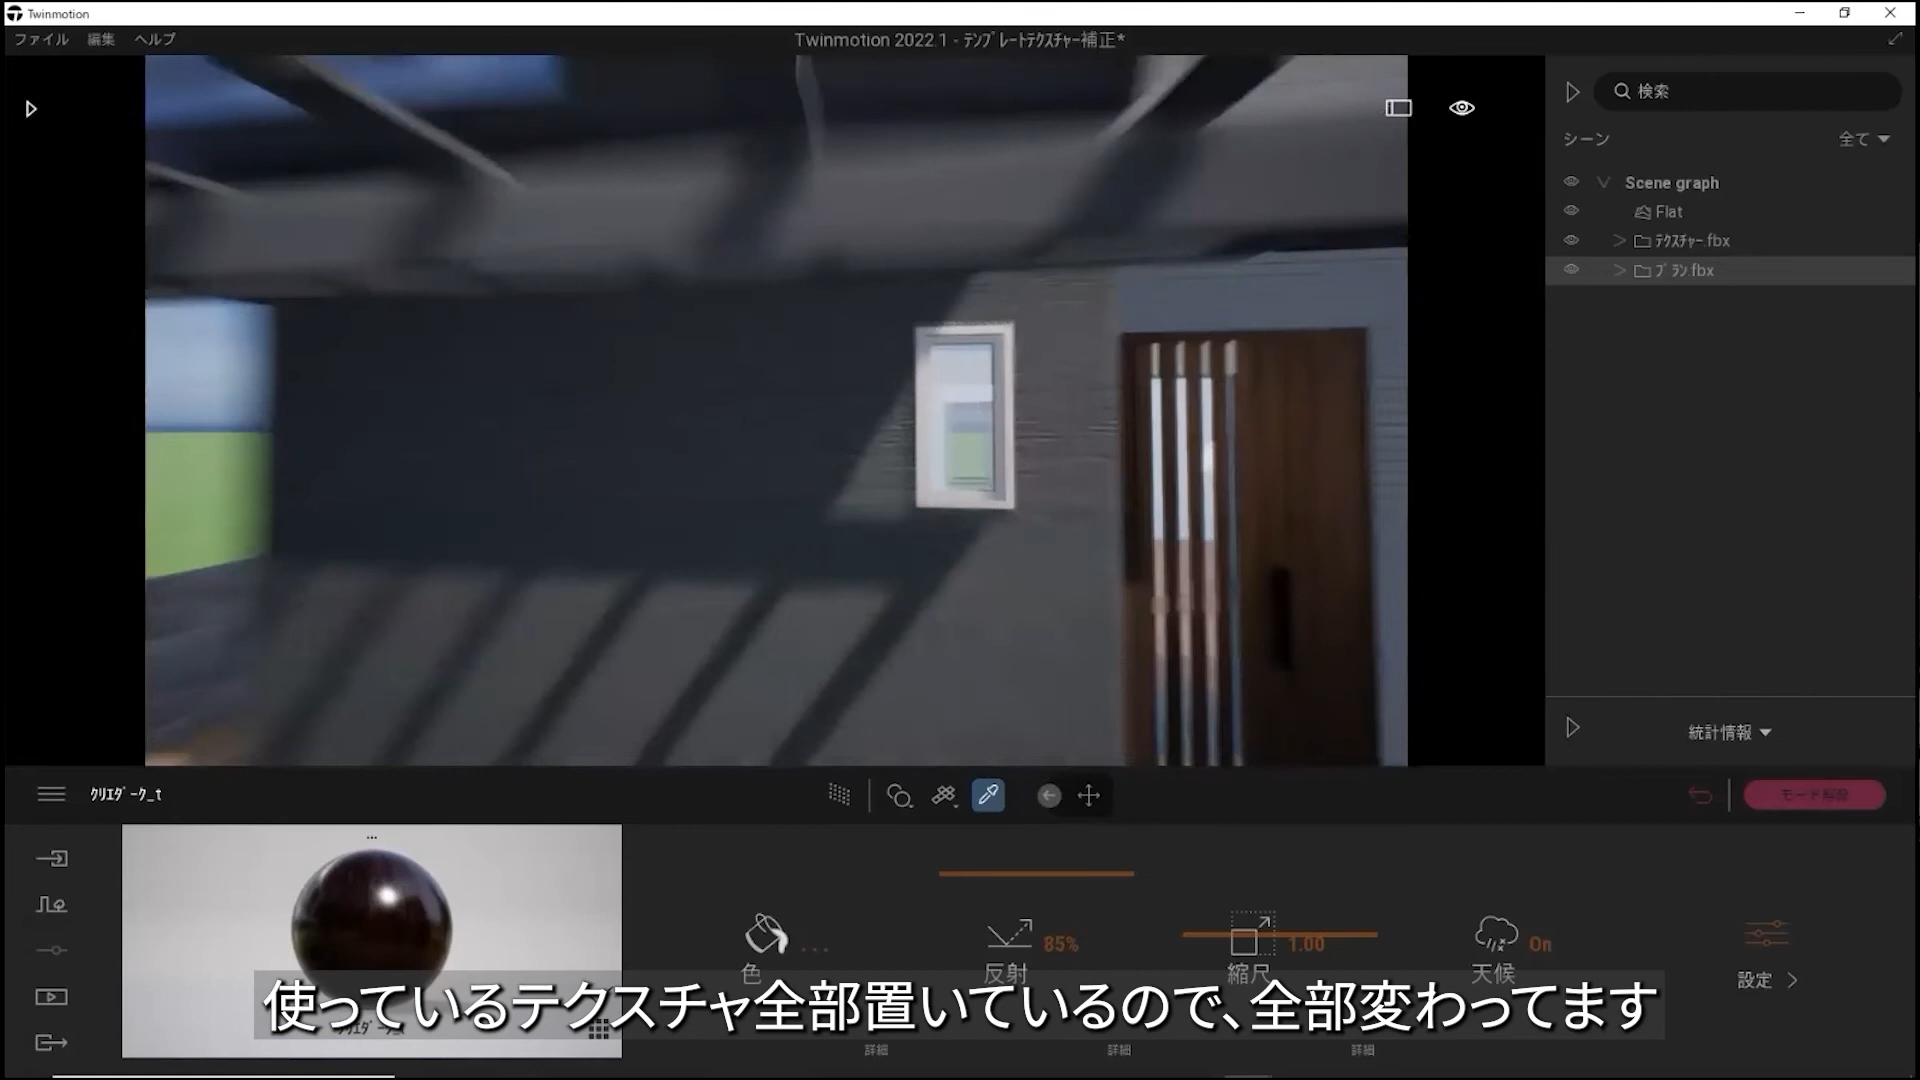 Twinmotion
ファイル 編集 ヘルプ
Twinmotion 2022.1 - ﾃﾝﾌﾟﾚｰﾄﾃｸｽﾁｬｰ補正*
検索
シーン 全て
Scene graph
Flat
ﾃｸｽﾁｬｰ.fbx
ﾌﾟﾗﾝ.fbx
統計情報
ｸﾘｴﾀﾞｰｸ_t
モード解除
...
色 ...
反射 85%
縮尺 1.00
天候 On
設定
使っているテクスチャ全部置いているので、全部変わってます
詳細 詳細 詳細